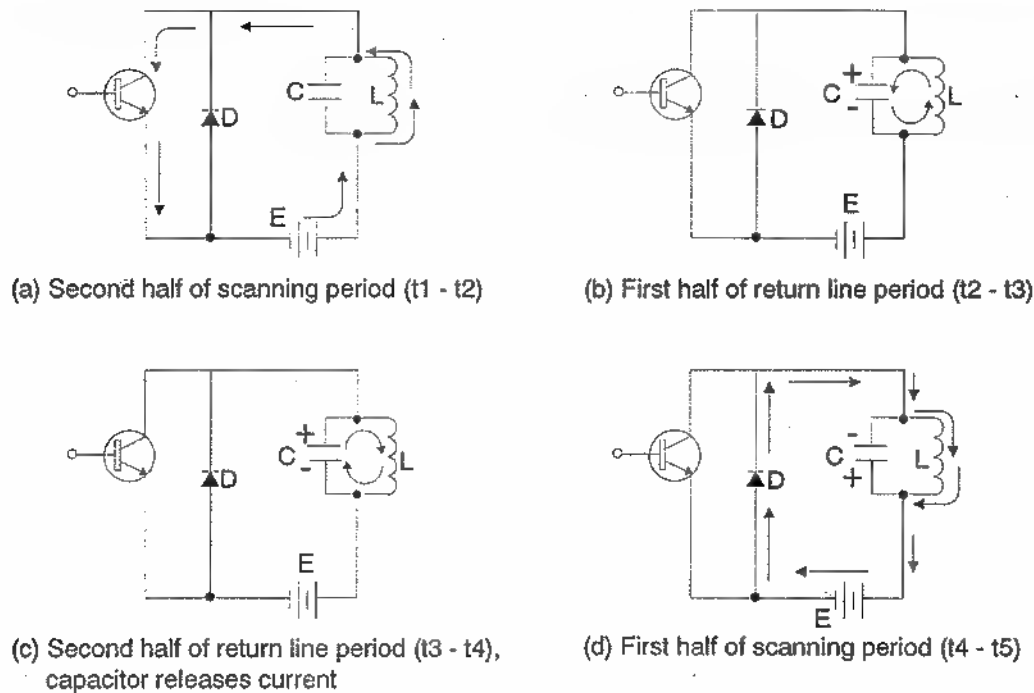 C L
D
E
(a) Second half of scanning period (t1 - t2)
+
C L
-
D
E
(b) First half of return line period (t2 - t3)
+
C L
-
D
E
(c) Second half of return line period (t3 - t4),
capacitor releases current
-
C L
+
D
E
(d) First half of scanning period (t4 - t5)